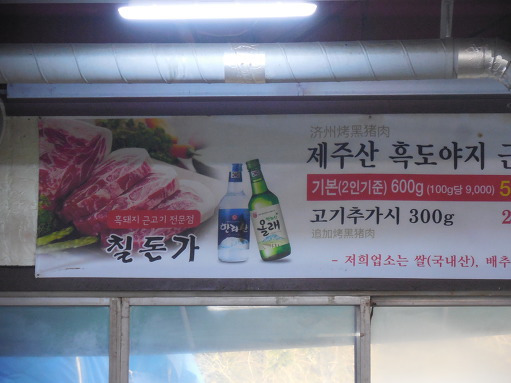 济州烤黑猪肉
제주산 흑도야지 근
기본(2인기준) 600g (100g당 9,000) 5
고기추가시 300g 2
追加烤黑猪肉
- 저희업소는 쌀(국내산), 배추
흑돼지 근고기 전문점
칠돈가
한라산
올래